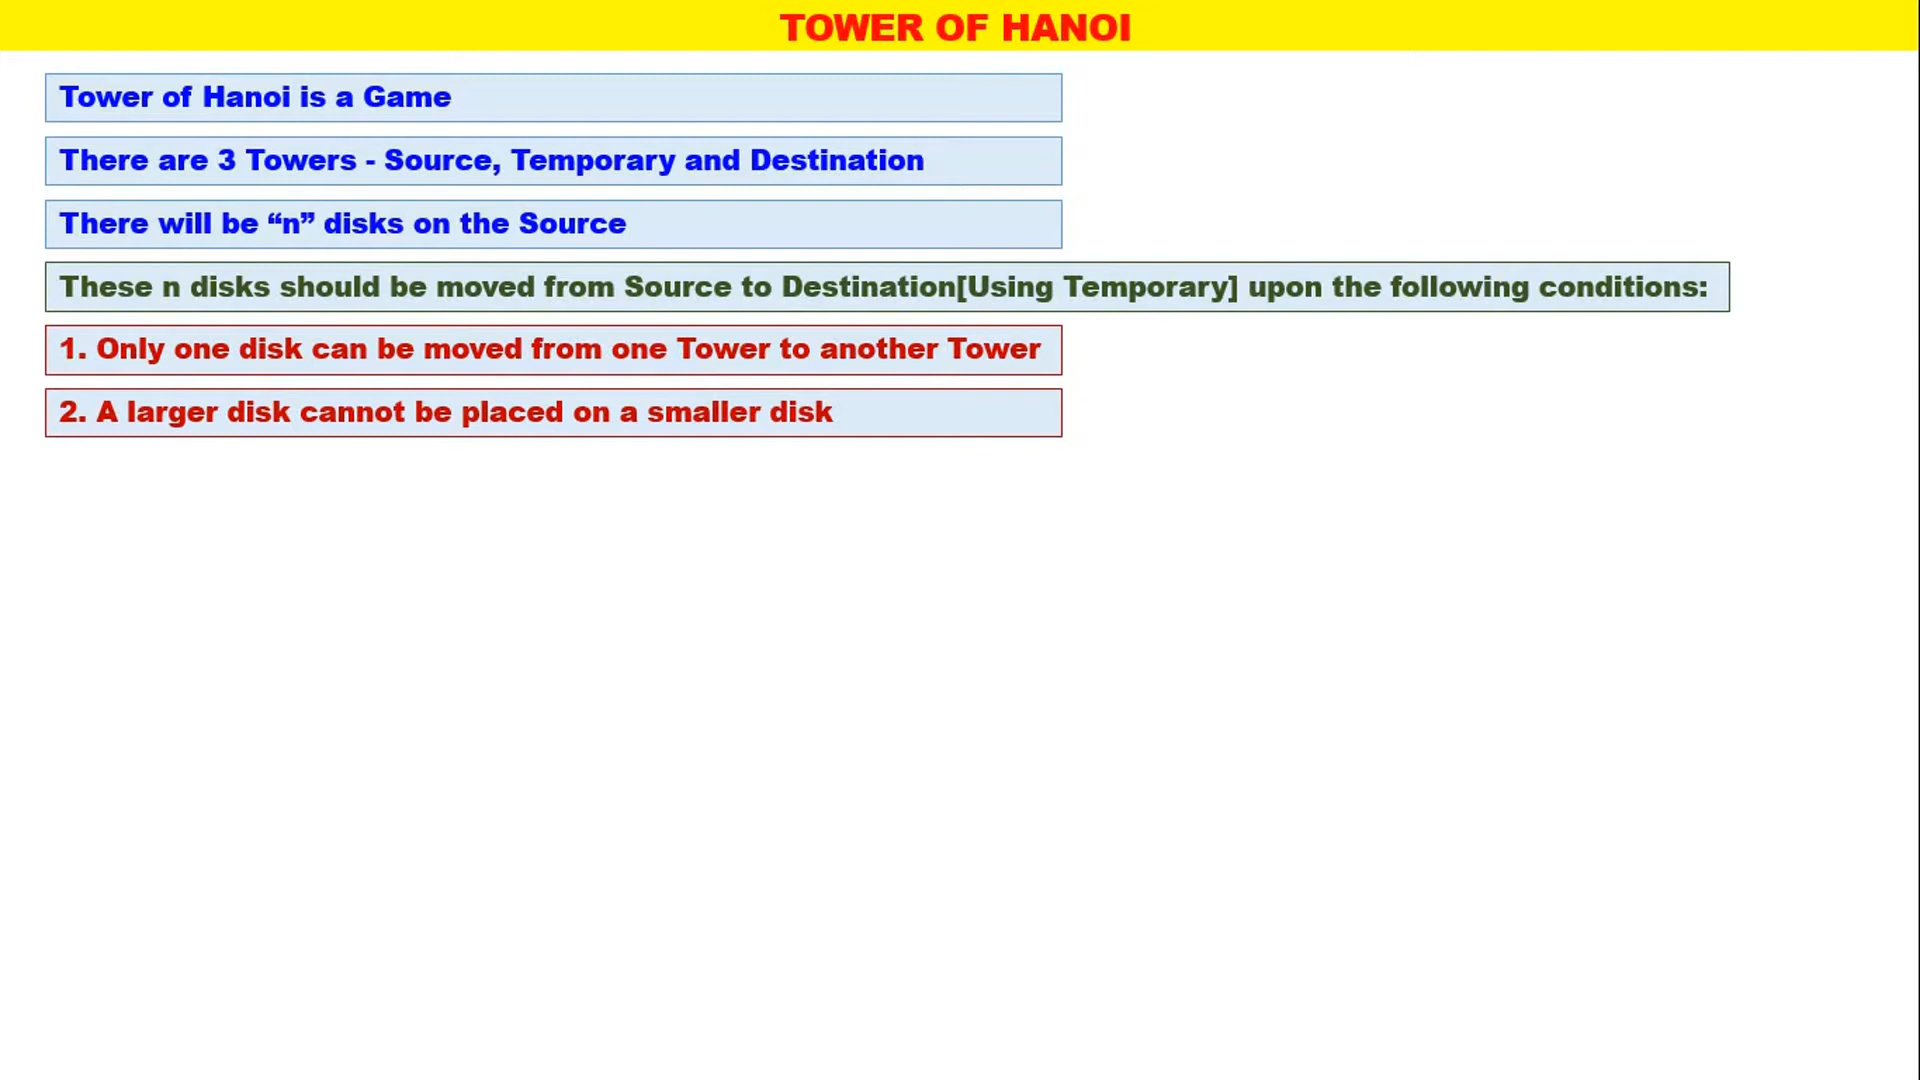 TOWER OF HANOI
Tower of Hanoi is a Game
There are 3 Towers - Source, Temporary and Destination
There will be “n” disks on the Source
These n disks should be moved from Source to Destination[Using Temporary] upon the following conditions:
1. Only one disk can be moved from one Tower to another Tower
2. A larger disk cannot be placed on a smaller disk